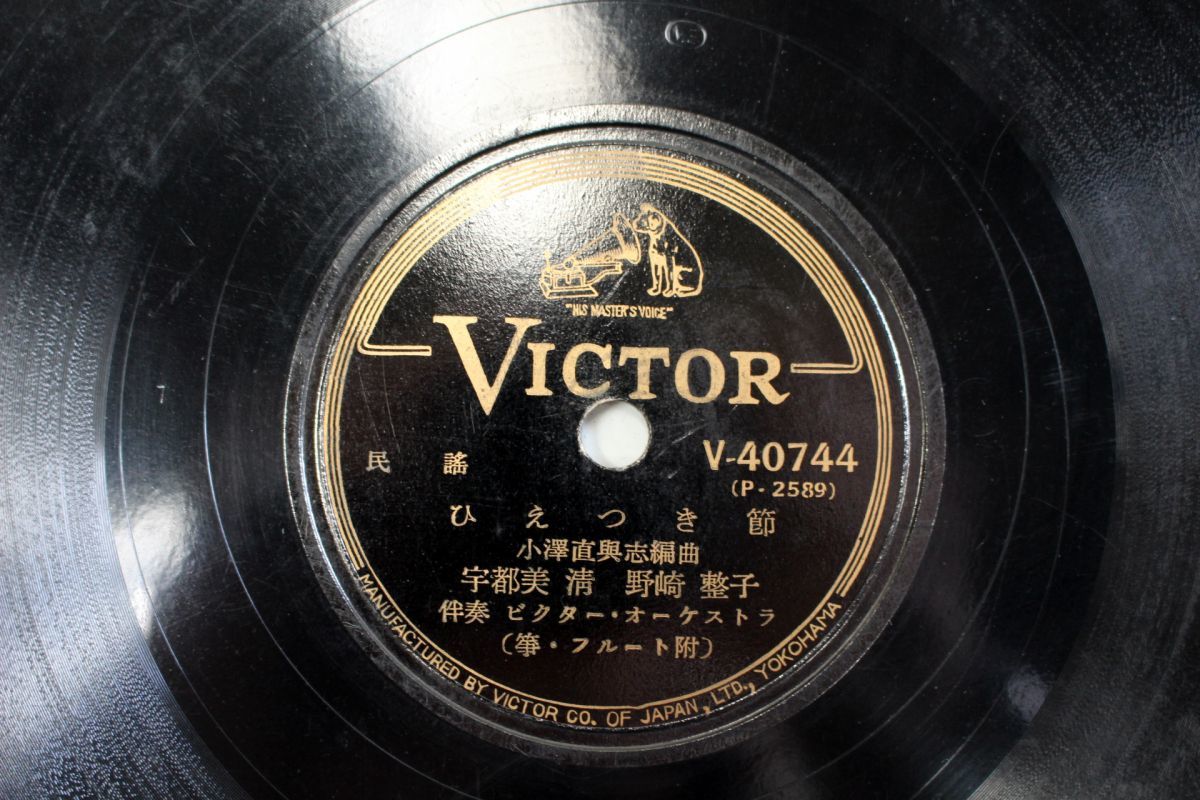 "HIS MASTER'S VOICE"
VICTOR
民謠
V-40744
(P-2589)
ひえつき節
小澤直與志編曲
宇都美 清 野崎 整子
伴奏 ビクター・オーケストラ
(箏・フルート附)
MANUFACTURED BY VICTOR CO. OF JAPAN, LTD., YOKOHAMA